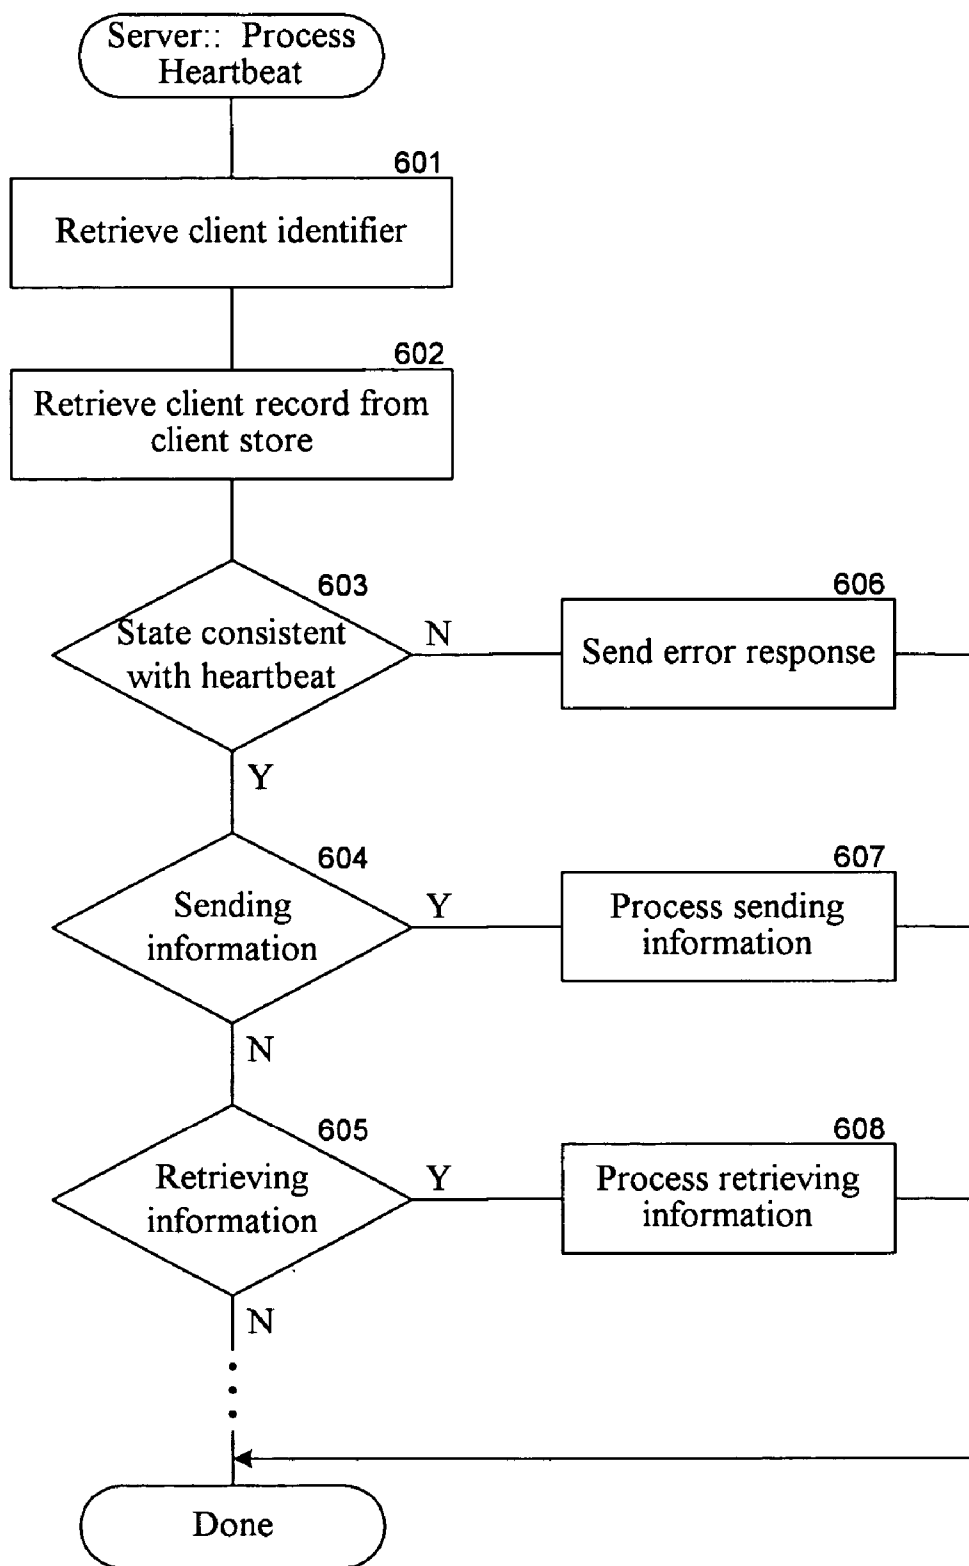 Server:: Process
Heartbeat
601
Retrieve client identifier
602
Retrieve client record from
client store
603
State consistent
with heartbeat
N
Y
606
Send error response
604
Sending
information
Y
N
607
Process sending
information
605
Retrieving
information
Y
N
608
Process retrieving
information
Done